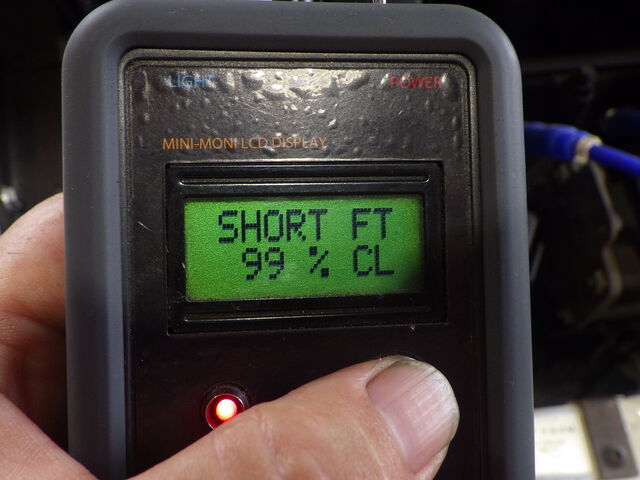 LIGHT POWER
MINI-MONI LCD DISPLAY
SHORT FT
99 % CL